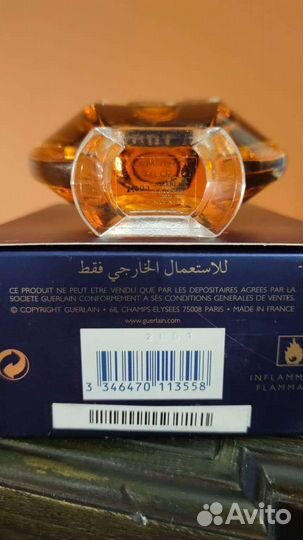 للاستعمال الخارجي فقط
CE PRODUIT NE PEUT ETRE VENDU QUE PAR LES DEPOSITAIRES AGREES PAR LA
SOCIETE GUERLAIN CONFORMEMENT A SES CONDITIONS GENERALES DE VENTES.
© COPYRIGHT GUERLAIN • 68, CHAMPS-ELYSEES 75008 PARIS • MADE IN FRANCE
www.guerlain.com
3 346470 113558
INFLAMM
FLAMMA
Avito